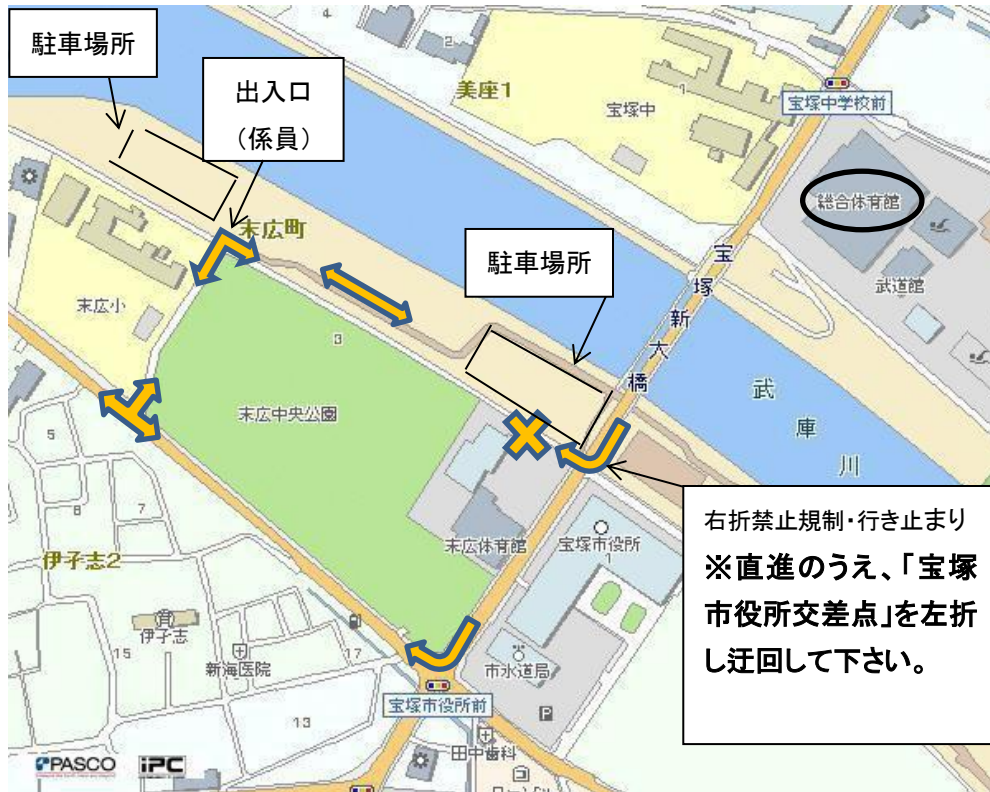 駐車場所
出入口
(係員)
4
2
美座1
宝塚中
1
宝塚中学校前
総合体育館
武道館
末広町
駐車場所
宝塚新大橋
武庫川
末広小
3
末広中央公園
5
8
7
伊子志2
末広体育館
宝塚市役所
1
右折禁止規制・行き止まり
※直進のうえ、「宝塚
市役所交差点」を左折
し迂回して下さい。
伊子志
15
新海医院
17
市水道局
宝塚市役所前
13
P
田中歯科
PASCO
iPC